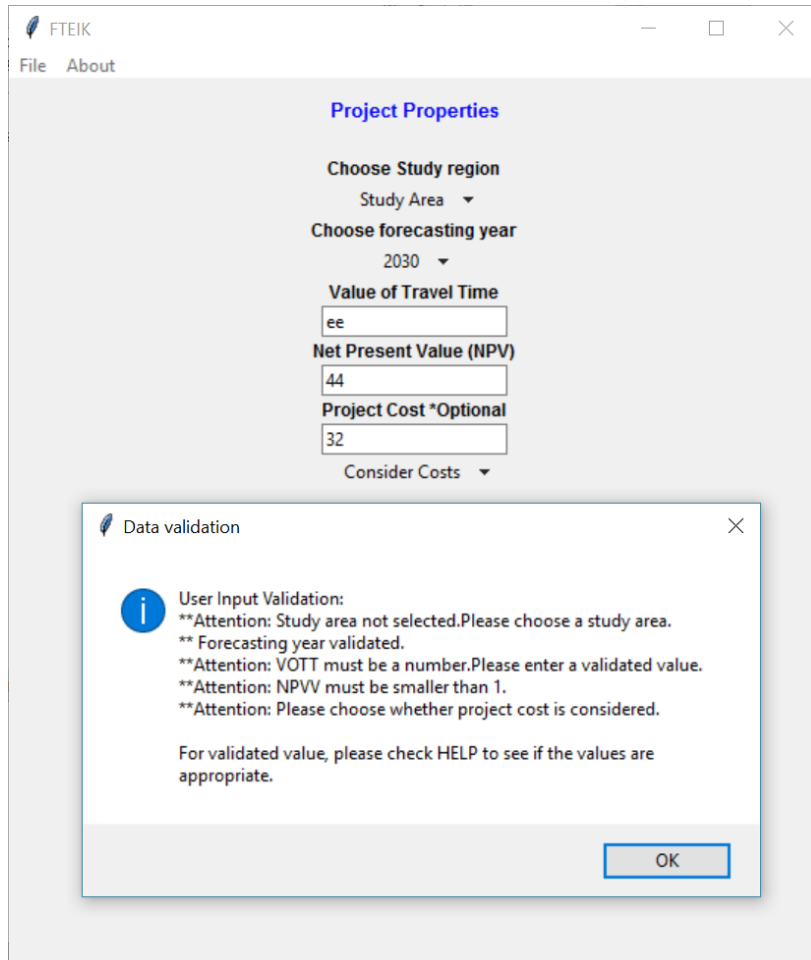 FTEIK
File About
Project Properties
Choose Study region
Study Area
Choose forecasting year
2030
Value of Travel Time
ee
Net Present Value (NPV)
44
Project Cost *Optional
32
Consider Costs
Data validation
User Input Validation:
**Attention: Study area not selected.Please choose a study area.
** Forecasting year validated.
**Attention: VOTT must be a number.Please enter a validated value.
**Attention: NPVV must be smaller than 1.
**Attention: Please choose whether project cost is considered.
For validated value, please check HELP to see if the values are
appropriate.
OK